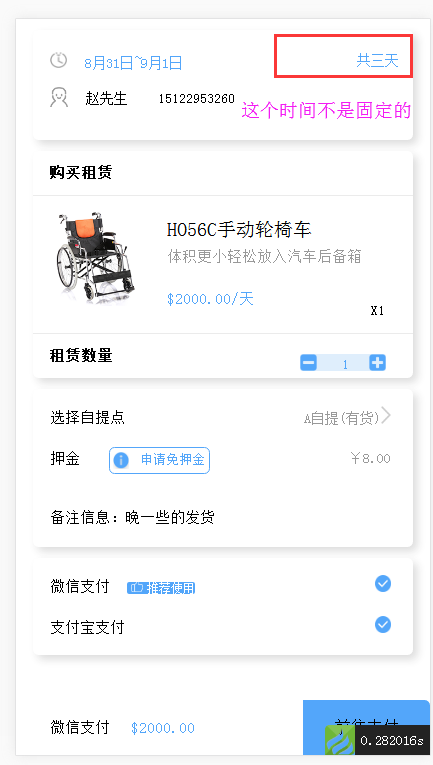 8月31日~9月1日 共三天
赵先生 15122953260
这个时间不是固定的
购买租赁
H056C手动轮椅车
体积更小轻松放入汽车后备箱
$2000.00/天
X1
租赁数量 1
选择自提点 A自提(有货)
押金 申请免押金 ￥8.00
备注信息：晚一些的发货
微信支付 推荐使用
支付宝支付
微信支付 $2000.00 前往支付
0.282016s